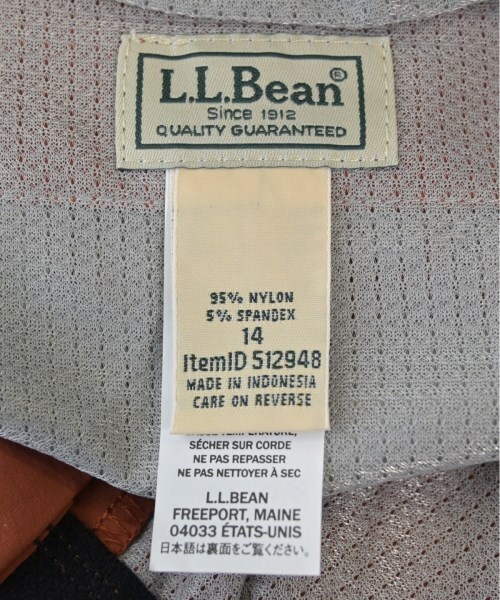 L.L.Bean®
Since 1912
QUALITY GUARANTEED
95% NYLON
5% SPANDEX
14
ItemID 512948
MADE IN INDONESIA
CARE ON REVERSE
TEMPÉRATURE,
SÉCHER SUR CORDE
NE PAS REPASSER
NE PAS NETTOYER À SEC
L.L.BEAN
FREEPORT, MAINE
04033 ÉTATS-UNIS
日本語は裏面をご覧ください。